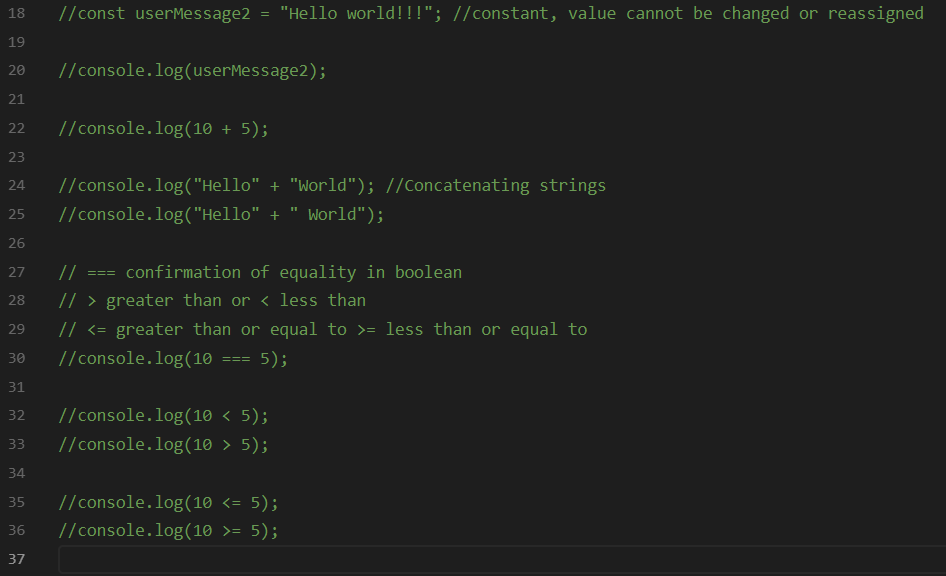 18 //const userMessage2 = "Hello world!!!"; //constant, value cannot be changed or reassigned
19
20 //console.log(userMessage2);
21
22 //console.log(10 + 5);
23
24 //console.log("Hello" + "World"); //Concatenating strings
25 //console.log("Hello" + " World");
26
27 // === confirmation of equality in boolean
28 // > greater than or < less than
29 // <= greater than or equal to >= less than or equal to
30 //console.log(10 === 5);
31
32 //console.log(10 < 5);
33 //console.log(10 > 5);
34
35 //console.log(10 <= 5);
36 //console.log(10 >= 5);
37